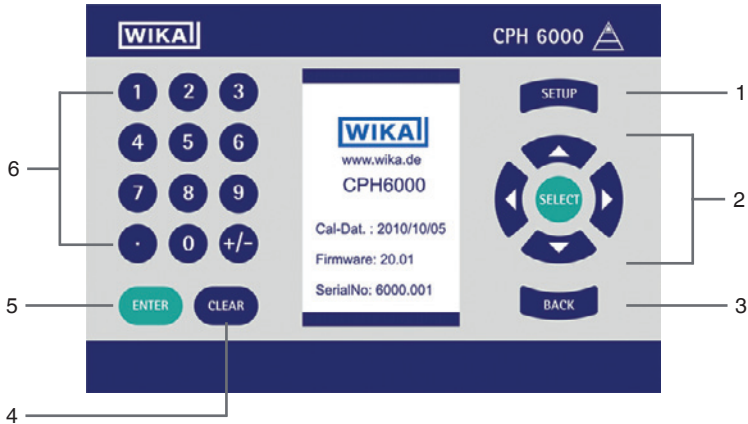 WIKA
CPH 6000
1 2 3
4 5 6
7 8 9
. 0 +/-
ENTER CLEAR
WIKA
www.wika.de
CPH6000
Cal-Dat. : 2010/10/05
Firmware: 20.01
SerialNo: 6000.001
SETUP
SELECT
BACK
1
2
3
4
5
6